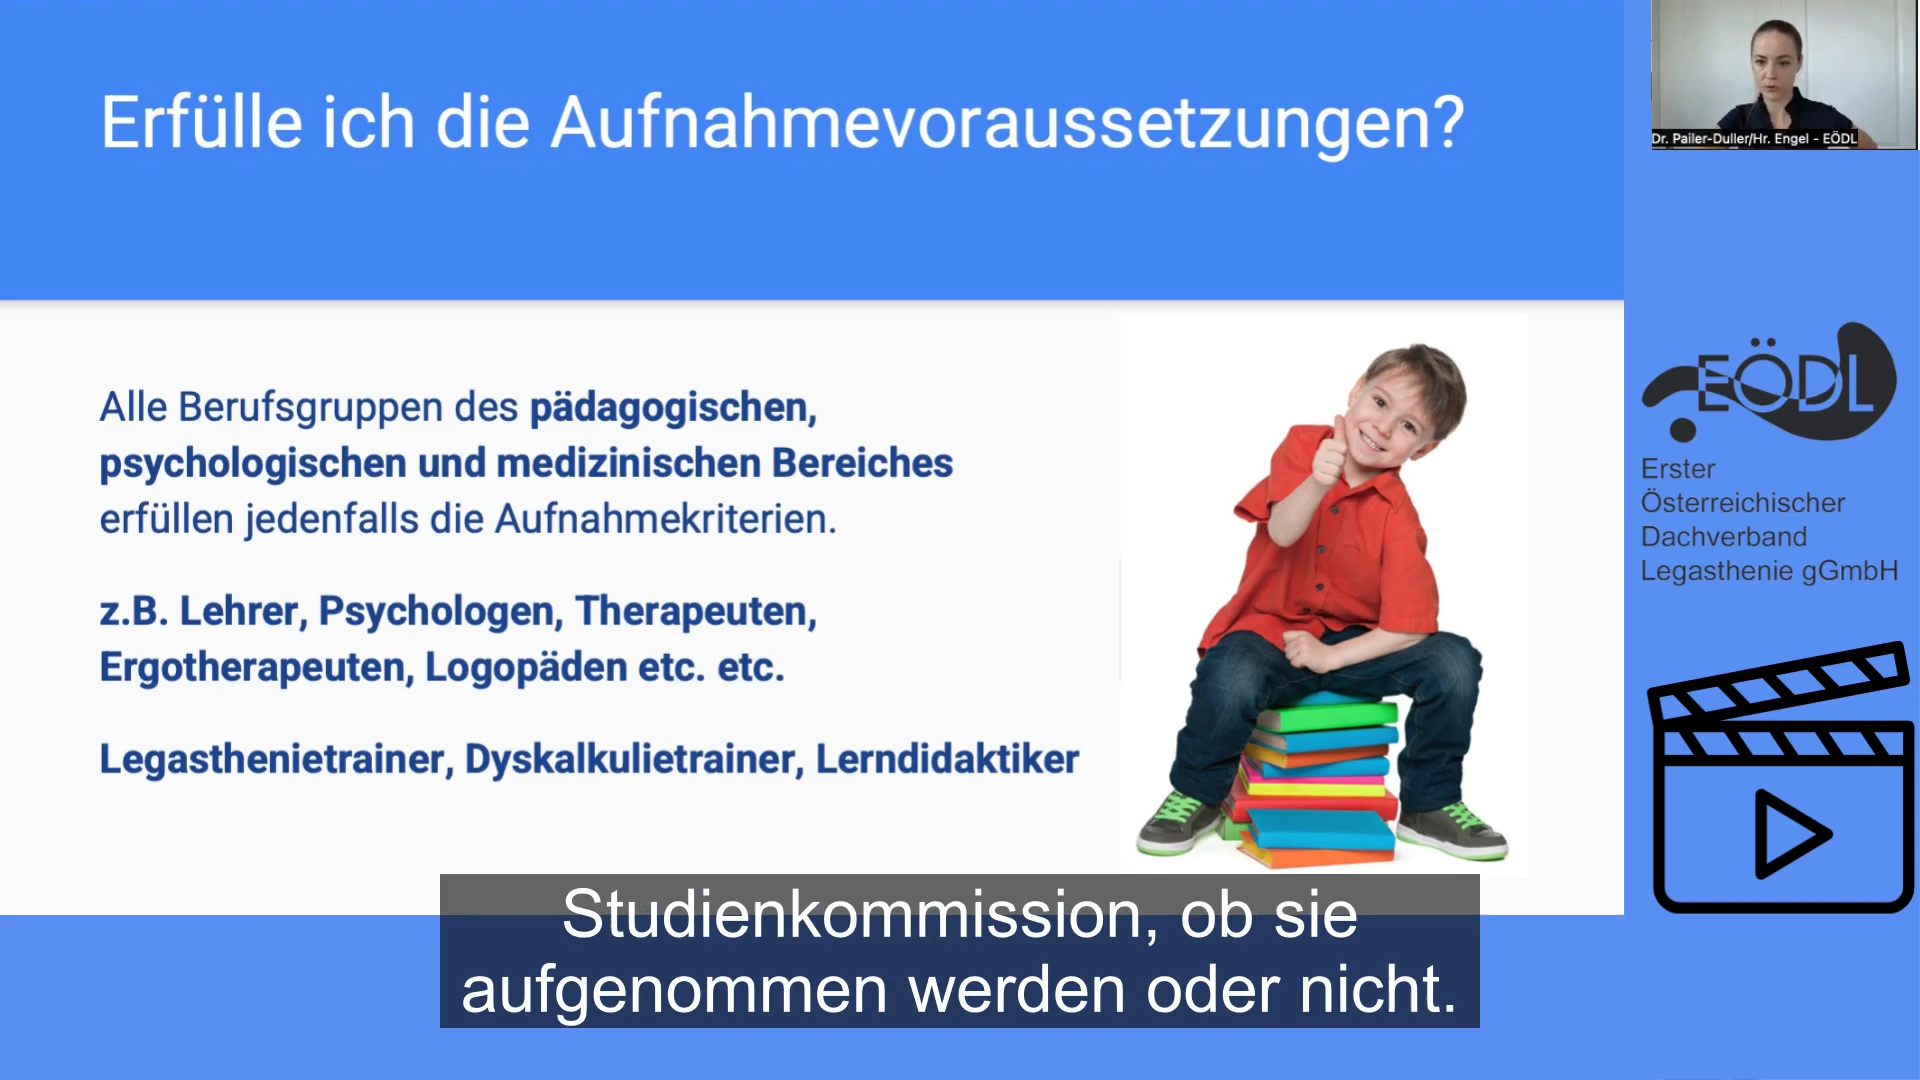 Erfülle ich die Aufnahmevoraussetzungen?
Dr. Pailer-Duller/Hr. Engel - EÖDL
Alle Berufsgruppen des pädagogischen,
psychologischen und medizinischen Bereiches
erfüllen jedenfalls die Aufnahmekriterien.
z.B. Lehrer, Psychologen, Therapeuten,
Ergotherapeuten, Logopäden etc. etc.
Legasthenietrainer, Dyskalkulietrainer, Lerndidaktiker
EÖDL
Erster
Österreichischer
Dachverband
Legasthenie gGmbH
Studienkommission, ob sie
aufgenommen werden oder nicht.